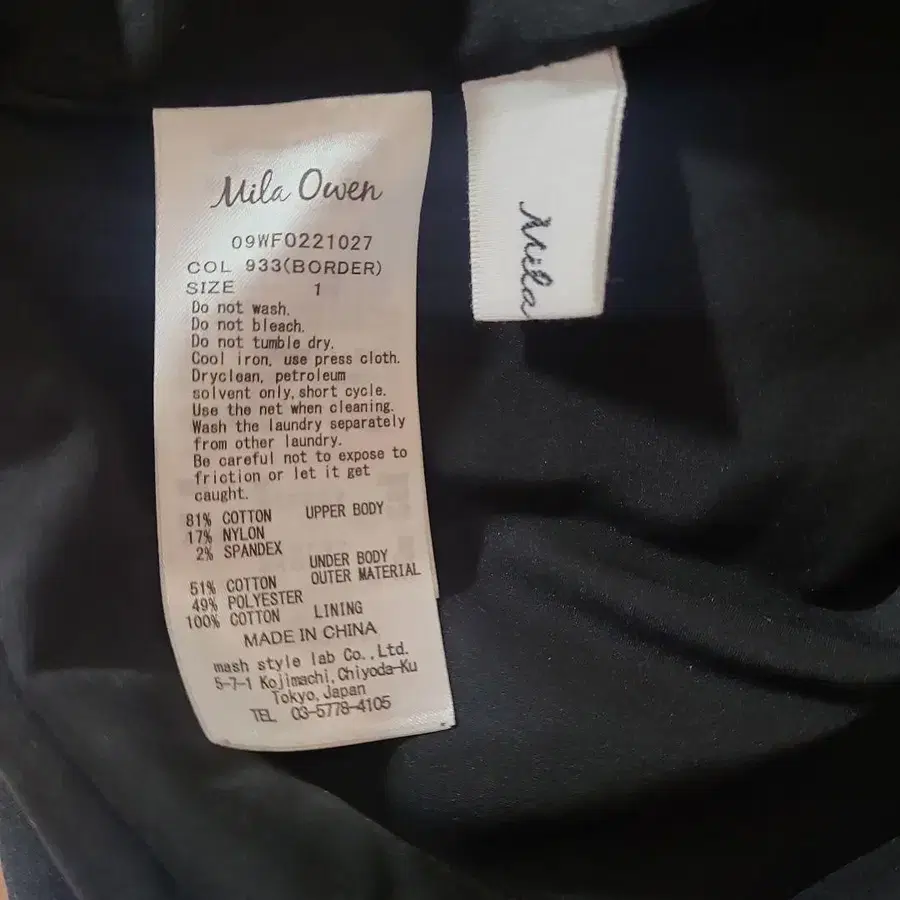 Mila Owen
09WF0221027
COL 933(BORDER)
SIZE 1
Do not wash.
Do not bleach.
Do not tumble dry.
Cool iron, use press cloth.
Dryclean, petroleum
solvent only, short cycle.
Use the net when cleaning.
Wash the laundry separately
from other laundry.
Be careful not to expose to
friction or let it get
caught.
81% COTTON UPPER BODY
17% NYLON
2% SPANDEX
UNDER BODY
51% COTTON OUTER MATERIAL
49% POLYESTER
100% COTTON LINING
MADE IN CHINA
mash style lab Co., Ltd.
5-7-1 Kojimachi, Chiyoda-Ku
Tokyo, Japan
TEL 03-5778-4105
Mila